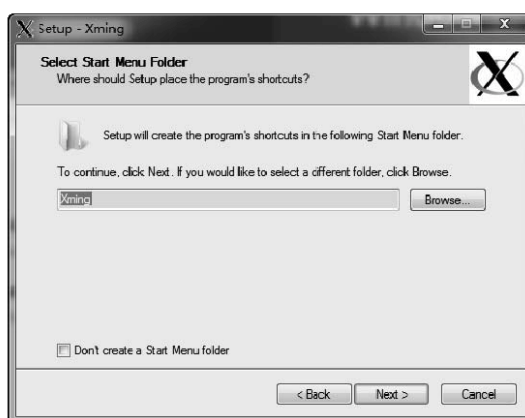 Setup - Xming
Select Start Menu Folder
Where should Setup place the program's shortcuts?
Setup will create the program's shortcuts in the following Start Menu folder.
To continue, click Next. If you would like to select a different folder, click Browse.
Xming
Browse...
Don't create a Start Menu folder
< Back
Next >
Cancel